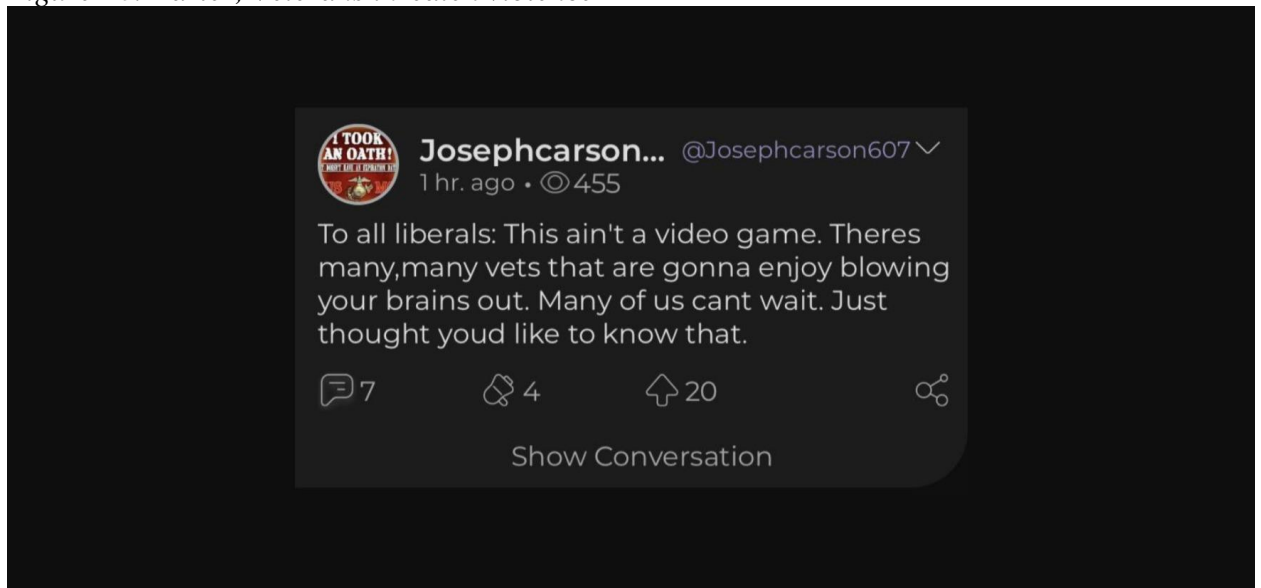 I TOOK
AN OATH!
Josephcarson... @Josephcarson607
1 hr. ago • 455
To all liberals: This ain't a video game. Theres
many,many vets that are gonna enjoy blowing
your brains out. Many of us cant wait. Just
thought youd like to know that.
7 4 20
Show Conversation